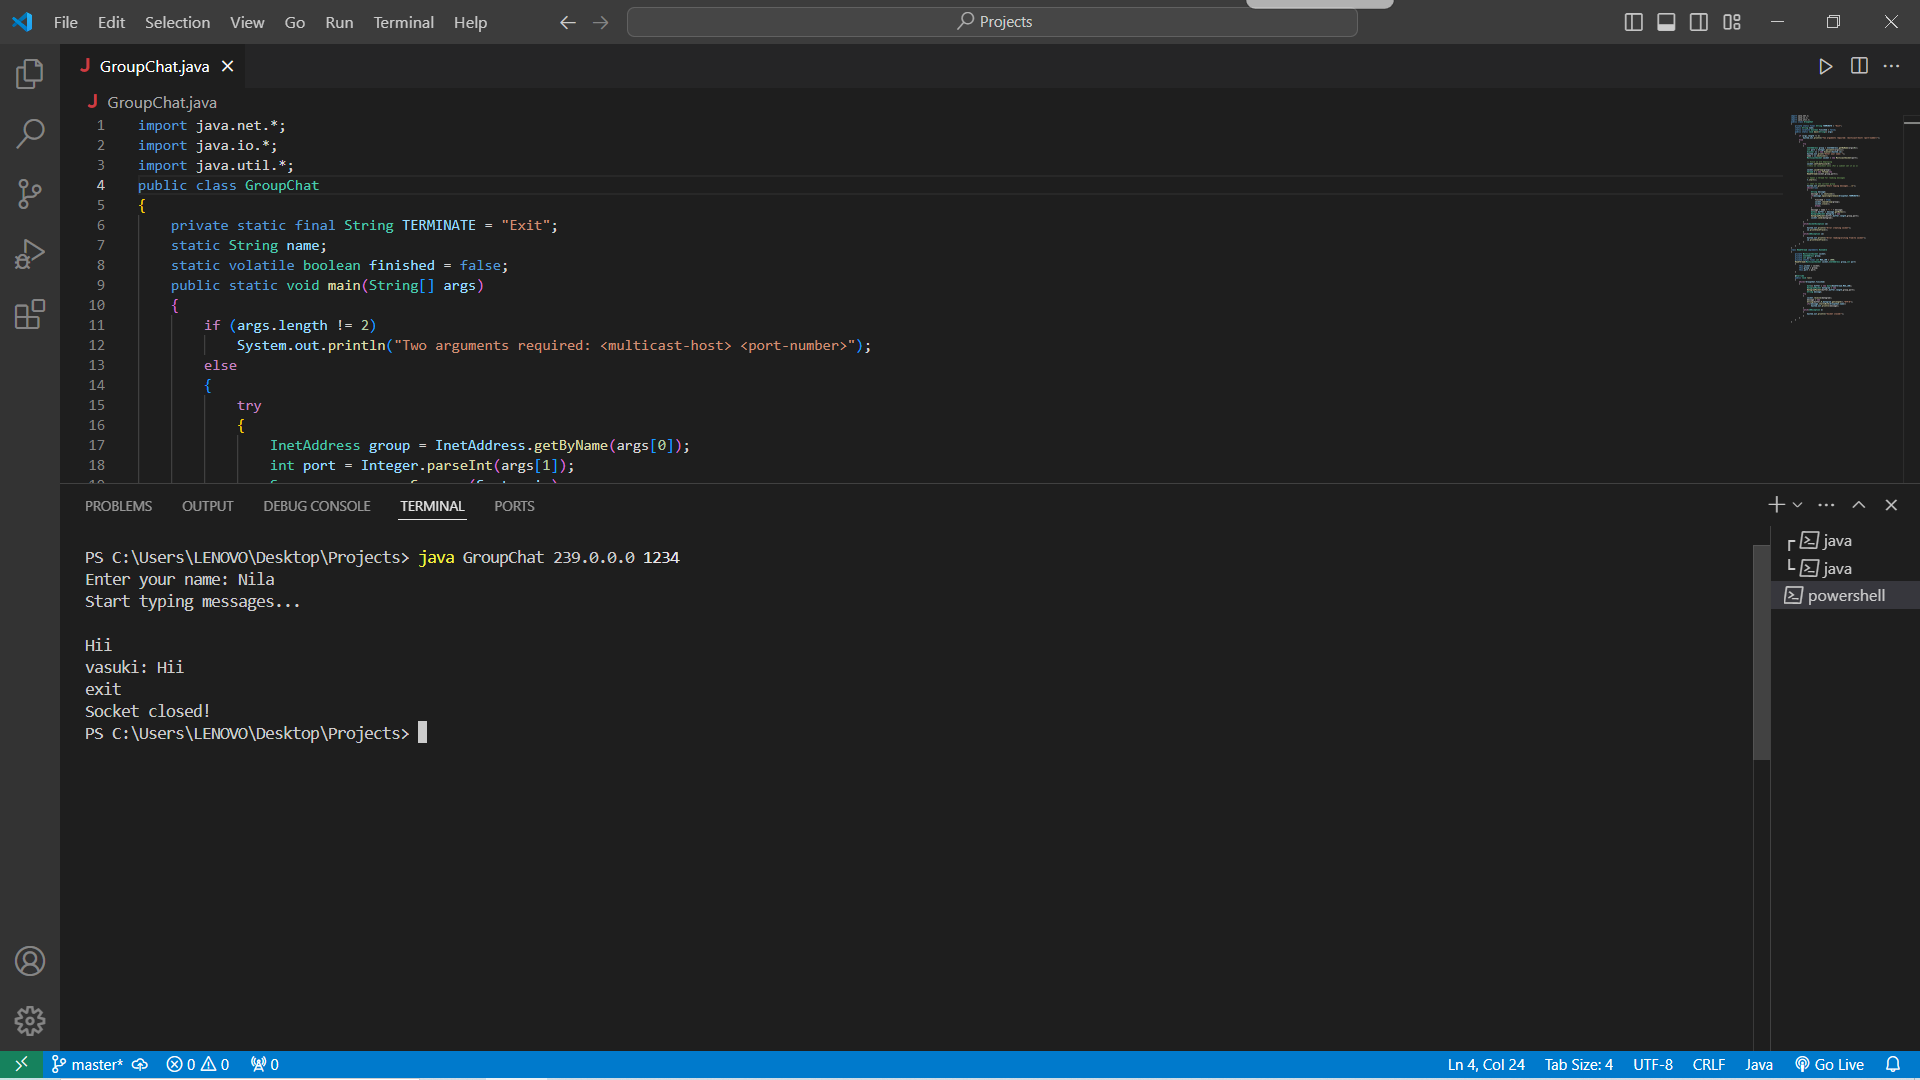 File Edit Selection View Go Run Terminal Help
Projects
GroupChat.java
GroupChat.java
1 import java.net.*;
2 import java.io.*;
3 import java.util.*;
4 public class GroupChat
5 {
6 private static final String TERMINATE = "Exit";
7 static String name;
8 static volatile boolean finished = false;
9 public static void main(String[] args)
10 {
11 if (args.length != 2)
12 System.out.println("Two arguments required: <multicast-host> <port-number>");
13 else
14 {
15 try
16 {
17 InetAddress group = InetAddress.getByName(args[0]);
18 int port = Integer.parseInt(args[1]);
PROBLEMS OUTPUT DEBUG CONSOLE TERMINAL PORTS
PS C:\Users\LENOVO\Desktop\Projects> java GroupChat 239.0.0.0 1234
Enter your name: Nila
Start typing messages...
Hii
vasuki: Hii
exit
Socket closed!
PS C:\Users\LENOVO\Desktop\Projects>
java
java
powershell
master* 0 0 0 Ln 4, Col 24 Tab Size: 4 UTF-8 CRLF Java Go Live